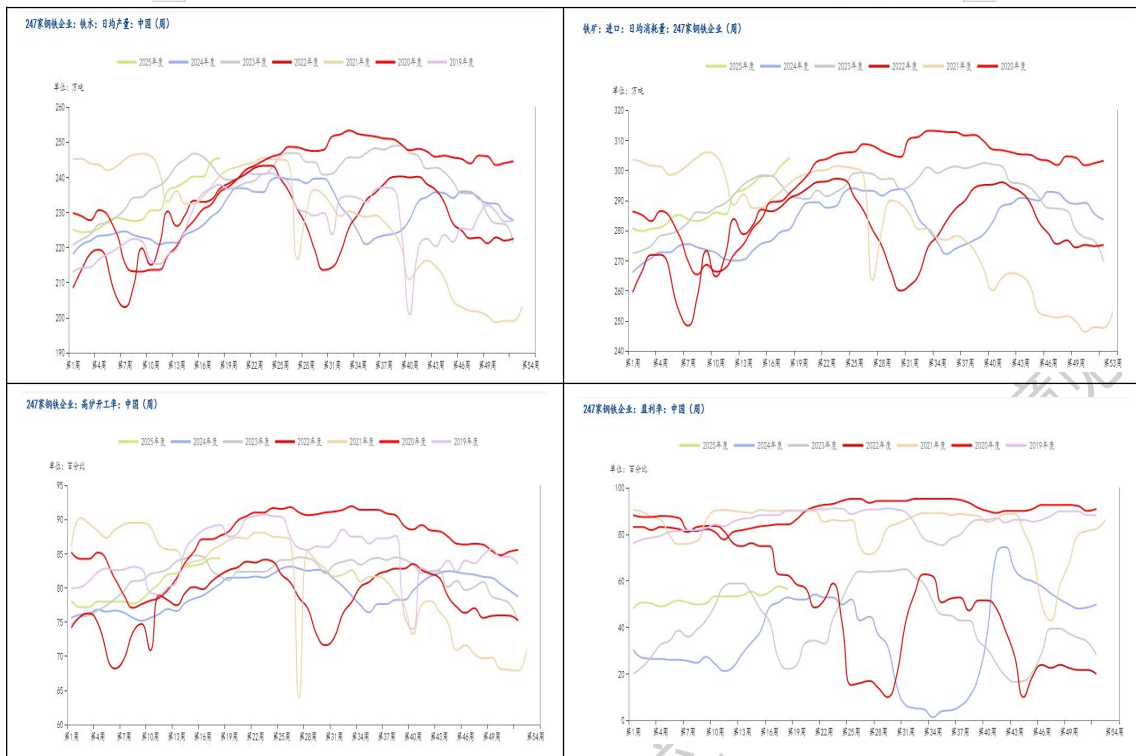 247家钢铁企业：铁水：日均产量：中国（周）
2025年度 2024年度 2023年度 2022年度 2021年度 2020年度 2019年度
单位：万吨
260
250
240
230
220
210
200
190
第1周 第4周 第7周 第10周 第13周 第16周 第19周 第22周 第25周 第28周 第31周 第34周 第37周 第40周 第43周 第46周 第49周 第54周
铁矿：进口：日均消耗量：247家钢铁企业（周）
2025年度 2024年度 2023年度 2022年度 2021年度 2020年度
单位：万吨
320
310
300
290
280
270
260
250
240
第1周 第4周 第7周 第10周 第13周 第16周 第19周 第22周 第25周 第28周 第31周 第34周 第37周 第40周 第43周 第46周 第49周 第53周
247家钢铁企业：高炉开工率：中国（周）
2025年度 2024年度 2023年度 2022年度 2021年度 2020年度 2019年度
单位：百分比
95
90
85
80
75
70
65
60
第1周 第4周 第7周 第10周 第13周 第16周 第19周 第22周 第25周 第28周 第31周 第34周 第37周 第40周 第43周 第46周 第49周 第54周
247家钢铁企业：盈利率：中国（周）
2025年度 2024年度 2023年度 2022年度 2021年度 2020年度 2019年度
单位：百分比
100
80
60
40
20
0
第1周 第4周 第7周 第10周 第13周 第16周 第19周 第22周 第25周 第28周 第31周 第34周 第37周 第40周 第43周 第46周 第49周 第54周